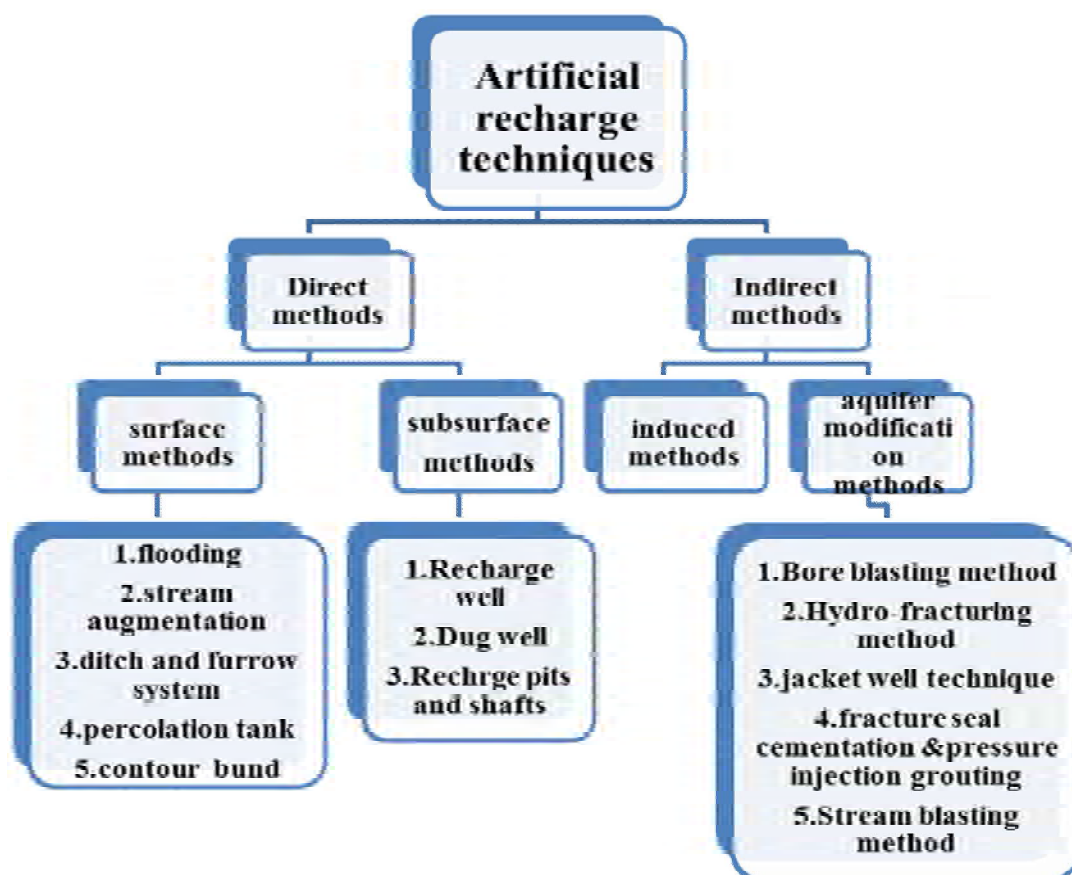 Artificial
recharge
techniques
Direct
methods
Indirect
methods
surface
methods
subsurface
methods
induced
methods
aquifer
modificati
on
methods
1.flooding
2.stream
augmentation
3.ditch and furrow
system
4.percolation tank
5.contour bund
1.Recharge
well
2.Dug well
3.Rechrge pits
and shafts
1.Bore blasting method
2.Hydro-fracturing
method
3.jacket well technique
4.fracture seal
cementation &pressure
injection grouting
5.Stream blasting
method